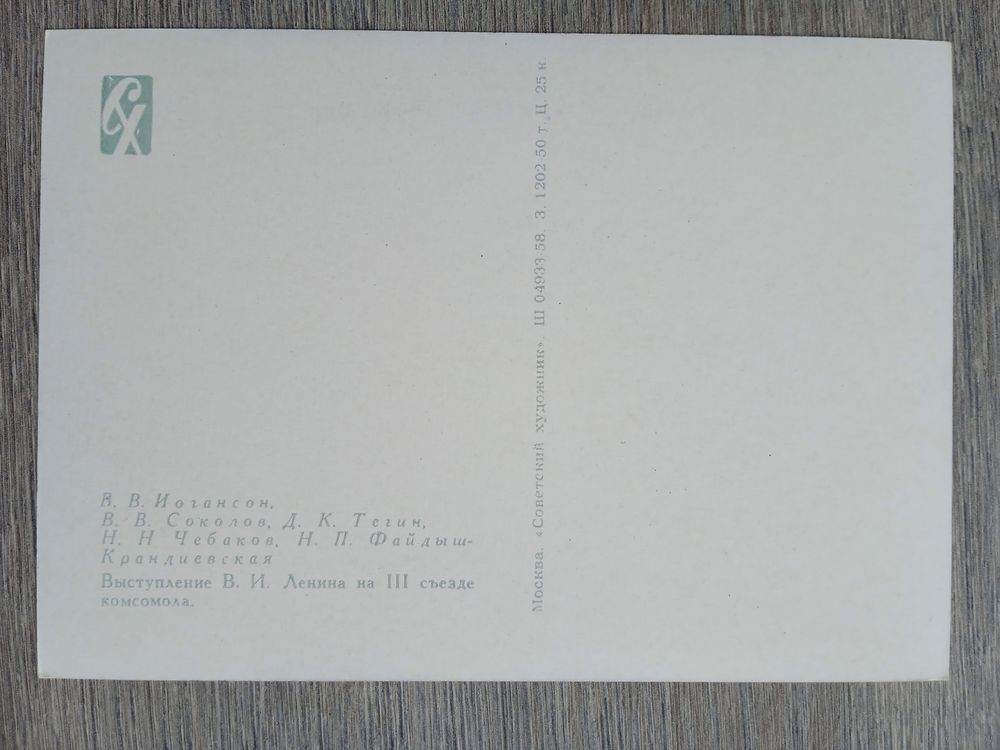 СХ
В. В. Иогансон,
В. В. Соколов, Д. К. Тегин,
Н. Н Чебаков, Н. П. Файдыш-
Крандиевская
Выступление В. И. Ленина на III съезде
комсомола.
Москва. «Советский художник». Ш 04933 58. З. 1202 50 т. Ц. 25 к.